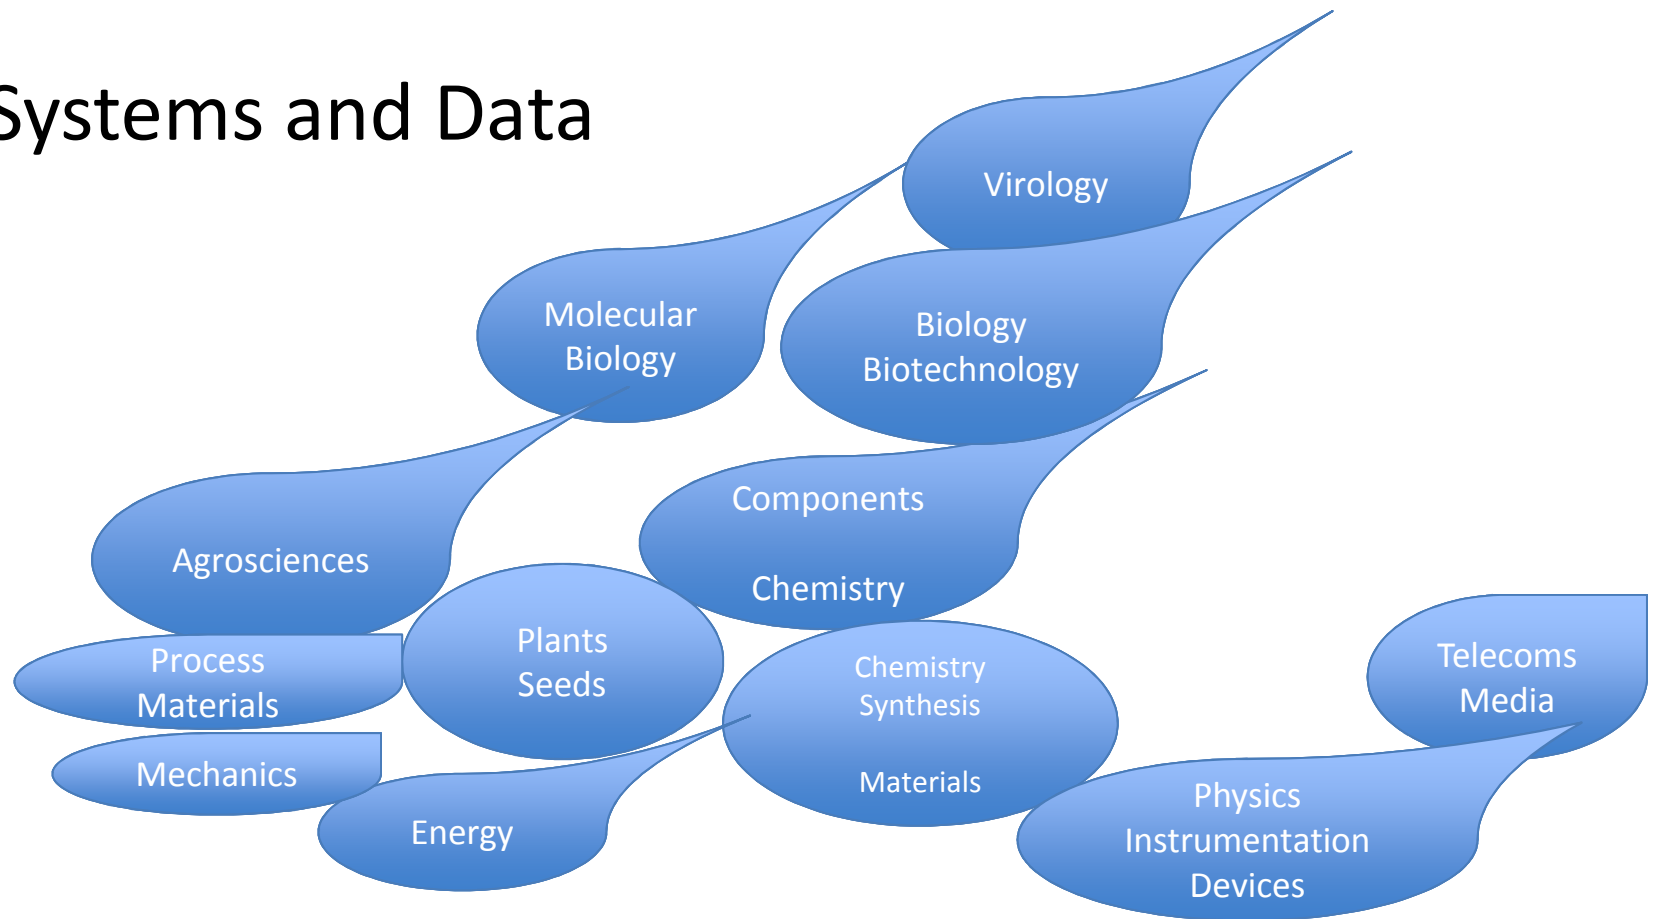 Systems and Data
Virology
Molecular
Biology
Biology
Biotechnology
Components
Chemistry
Agrosciences
Plants
Seeds
Process
Materials
Chemistry
Synthesis
Materials
Telecoms
Media
Mechanics
Energy
Physics
Instrumentation
Devices